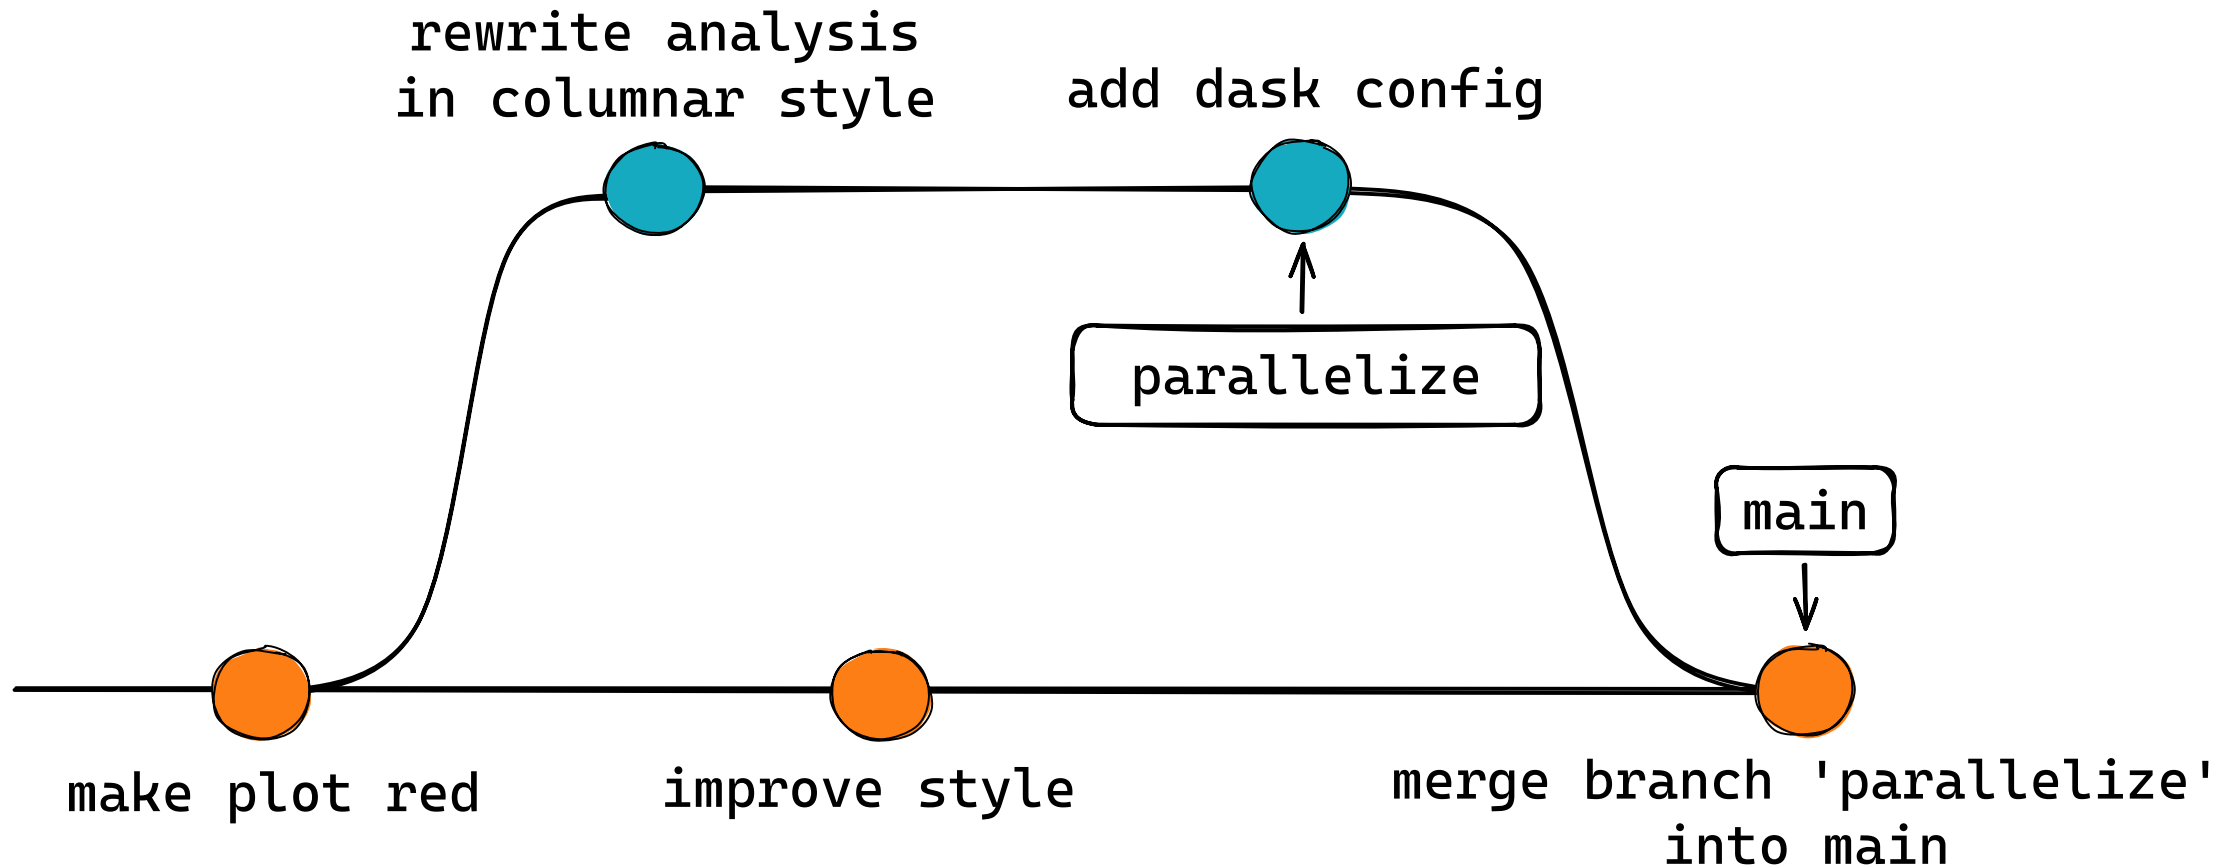 rewrite analysis
in columnar style
add dask config
parallelize
main
make plot red
improve style
merge branch 'parallelize'
into main